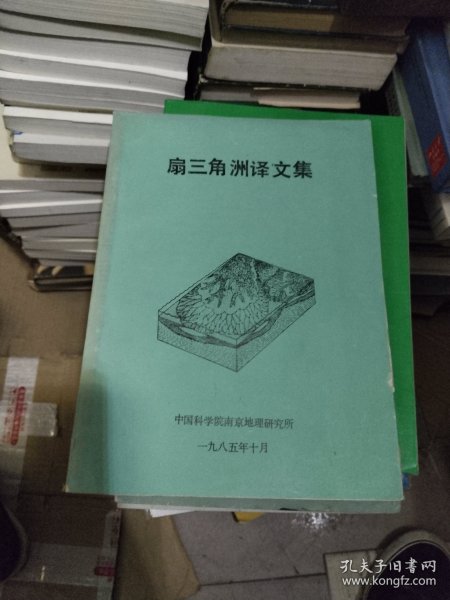 扇三角洲译文集
中国科学院南京地理研究所
一九八五年十月
孔夫子旧书网
www.kongfz.com